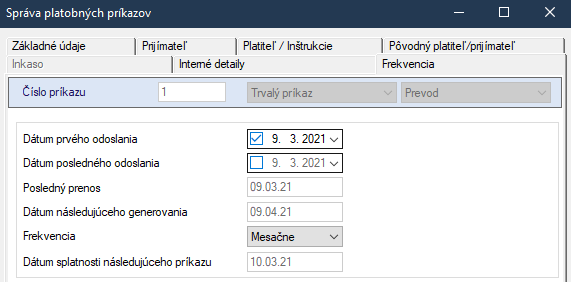 Správa platobných príkazov
Základné údaje Prijímateľ Platiteľ / Inštrukcie Pôvodný platiteľ/prijímateľ
Inkaso Interné detaily Frekvencia
Číslo príkazu 1 Trvalý príkaz Prevod
Dátum prvého odoslania 9. 3. 2021
Dátum posledného odoslania 9. 3. 2021
Posledný prenos 09.03.21
Dátum následujúceho generovania 09.04.21
Frekvencia Mesačne
Dátum splatnosti následujúceho príkazu 10.03.21